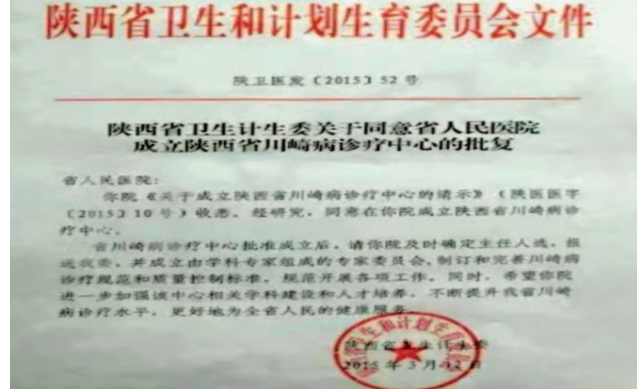 陕西省卫生和计划生育委员会文件
陕卫医发〔2015〕52号
陕西省卫生计生委关于同意省人民医院
成立陕西省川崎病诊疗中心的批复
省人民医院：
你院《关于成立陕西省川崎病诊疗中心的请示》（陕医医字
〔2015〕10号）收悉。经研究，同意在你院成立陕西省川崎病诊
疗中心。
省川崎病诊疗中心批准成立后，请你院及时确定主任人选，报
送我委，并成立由学科专家组成的专家委员会，制订和完善川崎病
诊疗规范和质量控制标准，规范开展各项工作。同时，希望你院
进一步加强该中心相关学科建设和人才培养，不断提升我省川崎
病诊疗水平，更好地为全省人民的健康服务。
陕西省卫生计生委
2015年3月12日